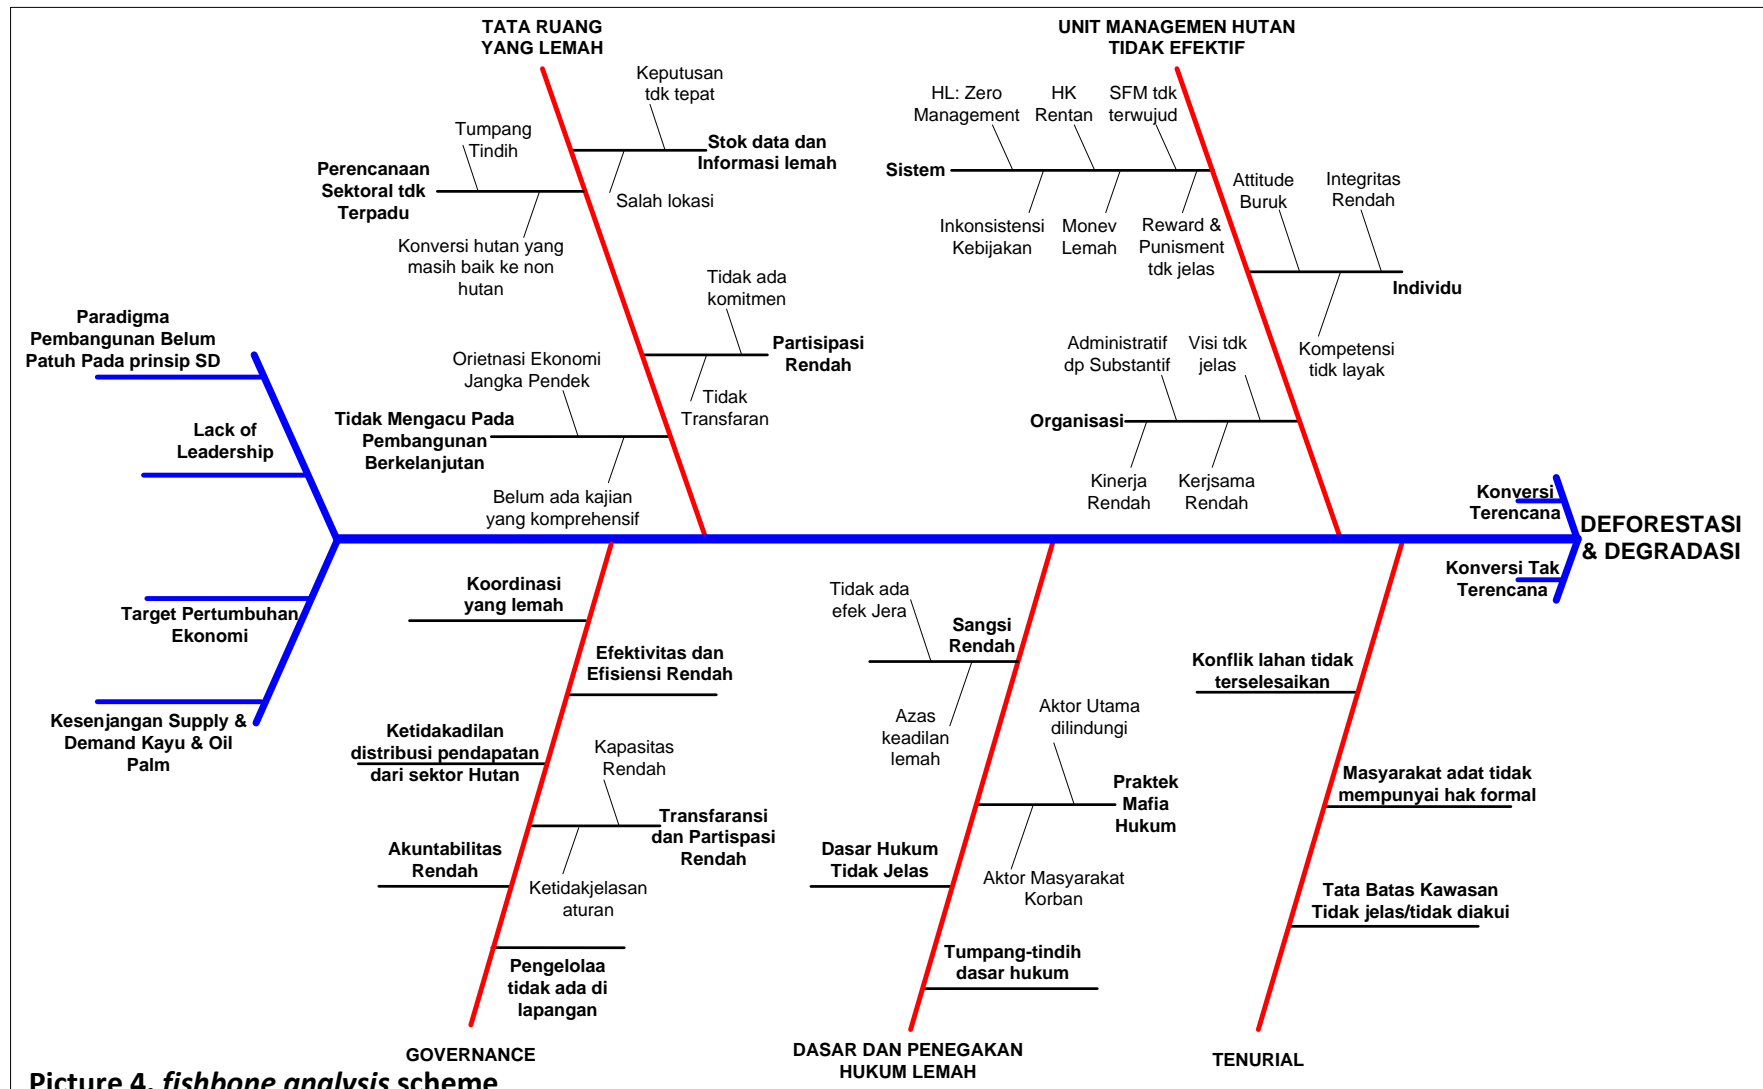 TATA RUANG
YANG LEMAH
UNIT MANAGEMEN HUTAN
TIDAK EFEKTIF
Keputusan
tdk tepat
Tumpang
Tindih
Stok data dan
Informasi lemah
Perencanaan
Sektoral tdk
Terpadu
Salah lokasi
Konversi hutan yang
masih baik ke non
hutan
Tidak ada
komitmen
Partisipasi
Rendah
Tidak
Transfaran
Orietnasi Ekonomi
Jangka Pendek
Tidak Mengacu Pada
Pembangunan
Berkelanjutan
Belum ada kajian
yang komprehensif
HL: Zero
Management
HK
Rentan
SFM tdk
terwujud
Sistem
Inkonsistensi
Kebijakan
Monev
Lemah
Reward &
Punisment
tdk jelas
Attitude
Buruk
Integritas
Rendah
Individu
Kompetensi
tidk layak
Administratif
dp Substantif
Visi tdk
jelas
Organisasi
Kinerja
Rendah
Kerjsama
Rendah
Paradigma
Pembangunan Belum
Patuh Pada prinsip SD
Lack of
Leadership
Target Pertumbuhan
Ekonomi
Kesenjangan Supply &
Demand Kayu & Oil
Palm
Konversi
Terencana
DEFORESTASI
& DEGRADASI
Konversi Tak
Terencana
Koordinasi
yang lemah
Efektivitas dan
Efisiensi Rendah
Ketidakadilan
distribusi pendapatan
dari sektor Hutan
Kapasitas
Rendah
Transfaransi
dan Partispasi
Rendah
Akuntabilitas
Rendah
Ketidakjelasan
aturan
Pengelolaa
tidak ada di
lapangan
GOVERNANCE
Tidak ada
efek Jera
Sangsi
Rendah
Azas
keadilan
lemah
Aktor Utama
dilindungi
Praktek
Mafia
Hukum
Dasar Hukum
Tidak Jelas
Aktor Masyarakat
Korban
Tumpang-tindih
dasar hukum
DASAR DAN PENEGAKAN
HUKUM LEMAH
Konflik lahan tidak
terselesaikan
Masyarakat adat tidak
mempunyai hak formal
Tata Batas Kawasan
Tidak jelas/tidak diakui
TENURIAL
Picture 4. fishbone analysis scheme